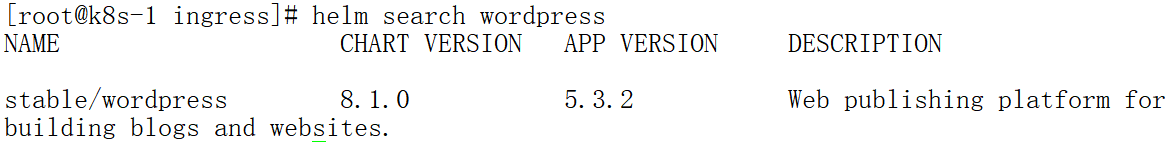 [root@k8s-1 ingress]# helm search wordpress
NAME CHART VERSION APP VERSION DESCRIPTION
stable/wordpress 8.1.0 5.3.2 Web publishing platform for
building blogs and websites.